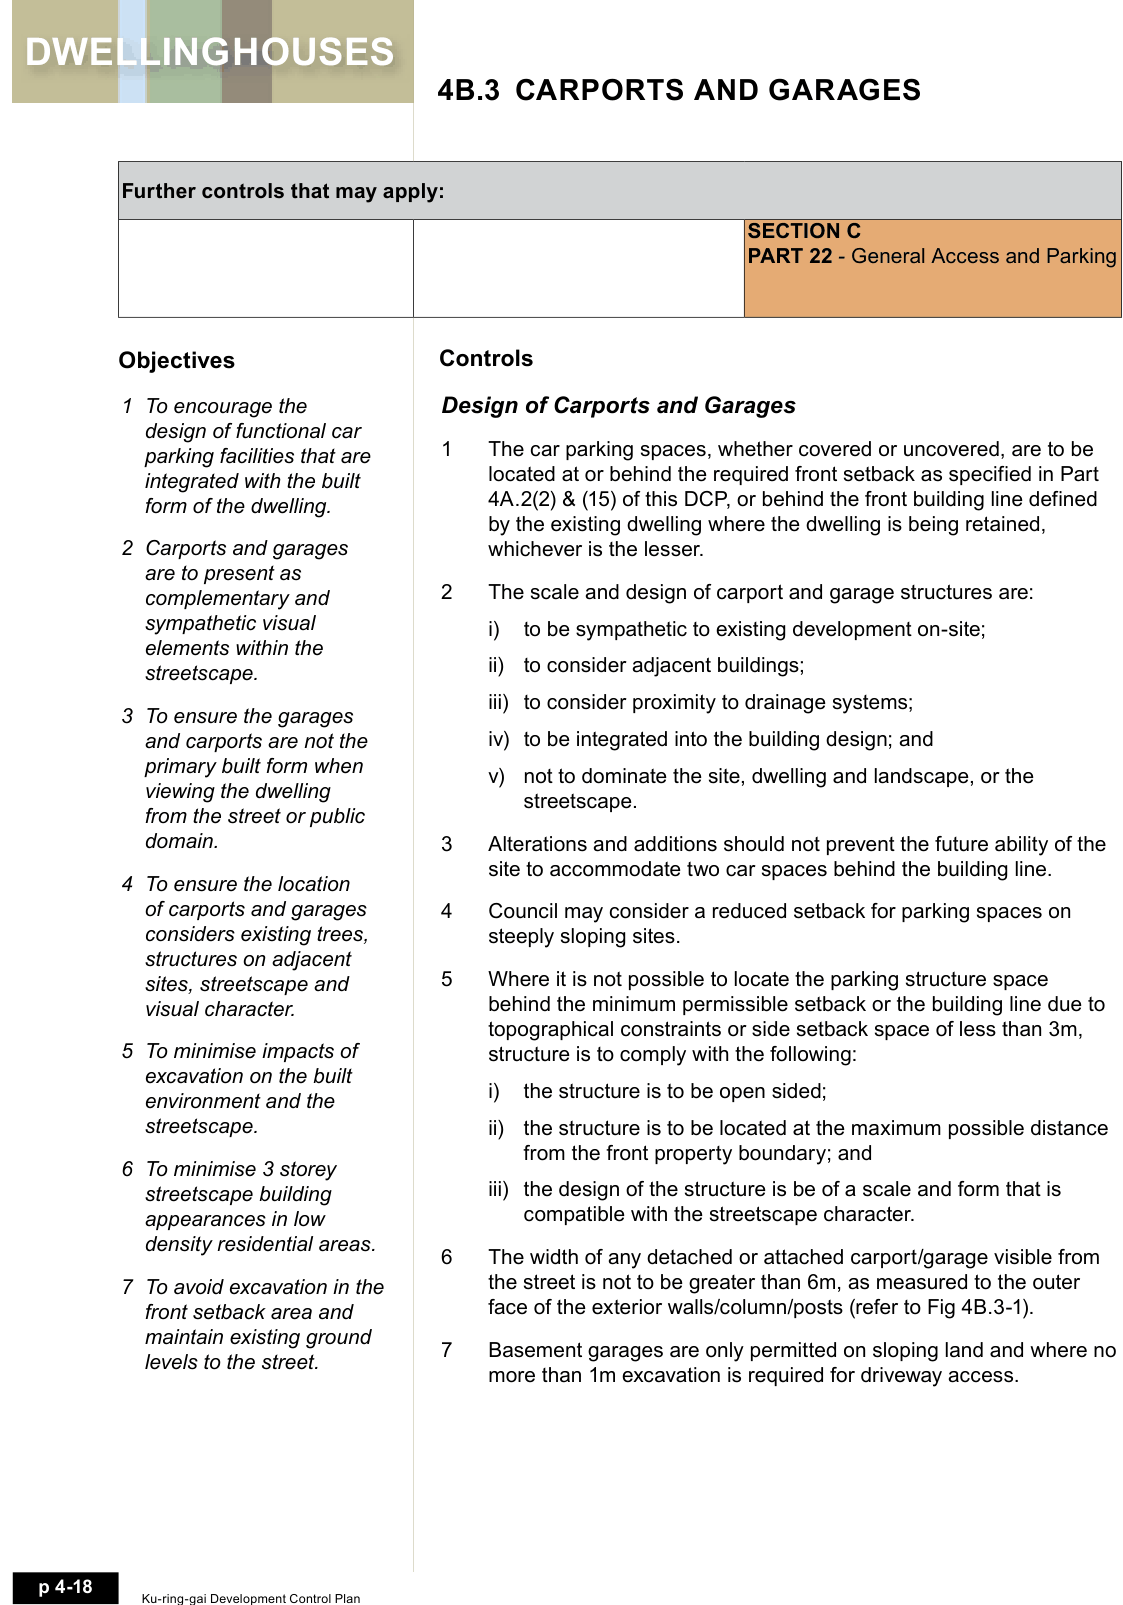 DWELLINGHOUSES
4B.3 CARPORTS AND GARAGES
Further controls that may apply:
SECTION C
PART 22 - General Access and Parking
Objectives
1 To encourage the
design of functional car
parking facilities that are
integrated with the built
form of the dwelling.
2 Carports and garages
are to present as
complementary and
sympathetic visual
elements within the
streetscape.
3 To ensure the garages
and carports are not the
primary built form when
viewing the dwelling
from the street or public
domain.
4 To ensure the location
of carports and garages
considers existing trees,
structures on adjacent
sites, streetscape and
visual character.
5 To minimise impacts of
excavation on the built
environment and the
streetscape.
6 To minimise 3 storey
streetscape building
appearances in low
density residential areas.
7 To avoid excavation in the
front setback area and
maintain existing ground
levels to the street.
Controls
Design of Carports and Garages
1 The car parking spaces, whether covered or uncovered, are to be
located at or behind the required front setback as specified in Part
4A.2(2) & (15) of this DCP, or behind the front building line defined
by the existing dwelling where the dwelling is being retained,
whichever is the lesser.
2 The scale and design of carport and garage structures are:
i) to be sympathetic to existing development on-site;
ii) to consider adjacent buildings;
iii) to consider proximity to drainage systems;
iv) to be integrated into the building design; and
v) not to dominate the site, dwelling and landscape, or the
streetscape.
3 Alterations and additions should not prevent the future ability of the
site to accommodate two car spaces behind the building line.
4 Council may consider a reduced setback for parking spaces on
steeply sloping sites.
5 Where it is not possible to locate the parking structure space
behind the minimum permissible setback or the building line due to
topographical constraints or side setback space of less than 3m,
structure is to comply with the following:
i) the structure is to be open sided;
ii) the structure is to be located at the maximum possible distance
from the front property boundary; and
iii) the design of the structure is be of a scale and form that is
compatible with the streetscape character.
6 The width of any detached or attached carport/garage visible from
the street is not to be greater than 6m, as measured to the outer
face of the exterior walls/column/posts (refer to Fig 4B.3-1).
7 Basement garages are only permitted on sloping land and where no
more than 1m excavation is required for driveway access.
p 4-18
Ku-ring-gai Development Control Plan